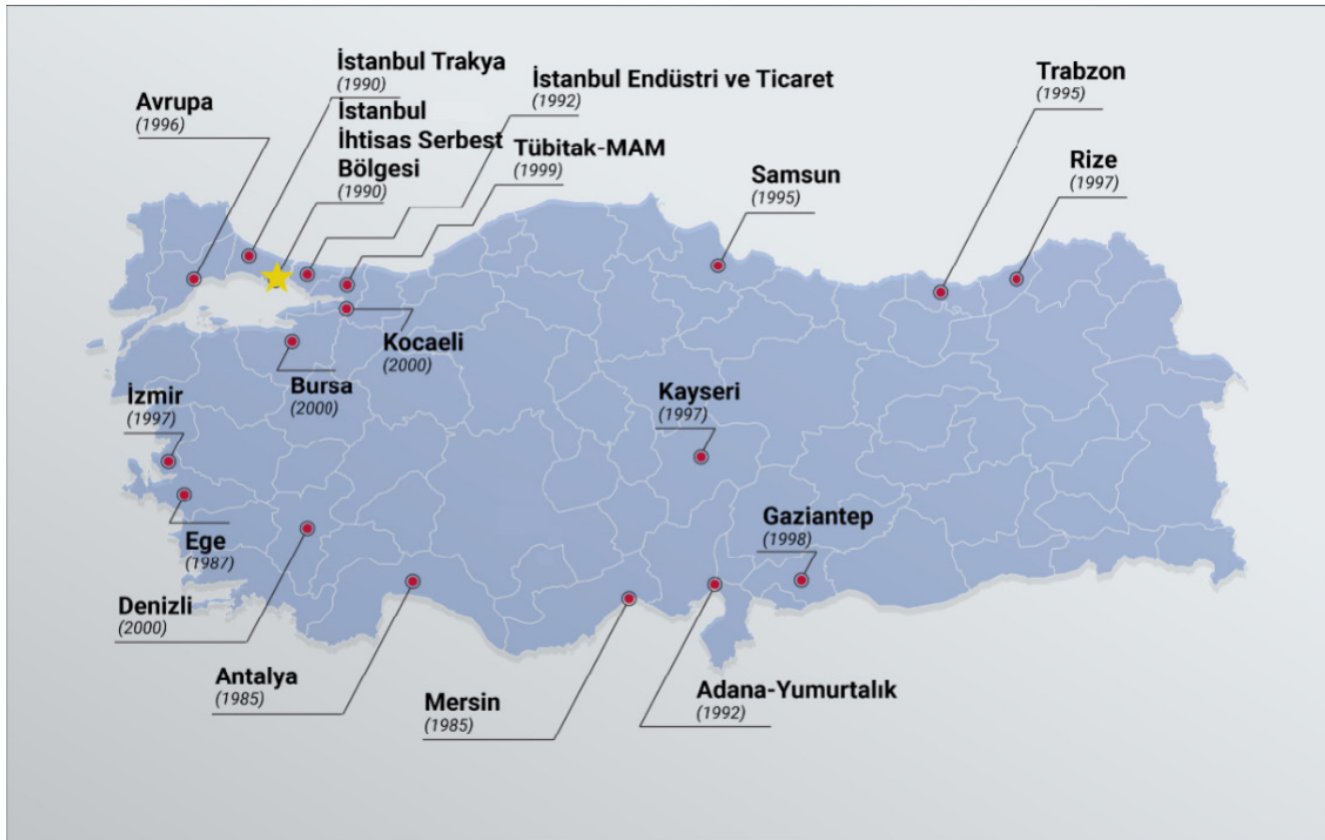 İstanbul Trakya
(1990)
İstanbul
İhtisas Serbest
Bölgesi
(1990)
İstanbul Endüstri ve Ticaret
(1992)
Tübitak-MAM
(1999)
Avrupa
(1996)
Trabzon
(1995)
Rize
(1997)
Samsun
(1995)
Kocaeli
(2000)
Bursa
(2000)
İzmir
(1997)
Kayseri
(1997)
Ege
(1987)
Gaziantep
(1998)
Denizli
(2000)
Antalya
(1985)
Mersin
(1985)
Adana-Yumurtalık
(1992)